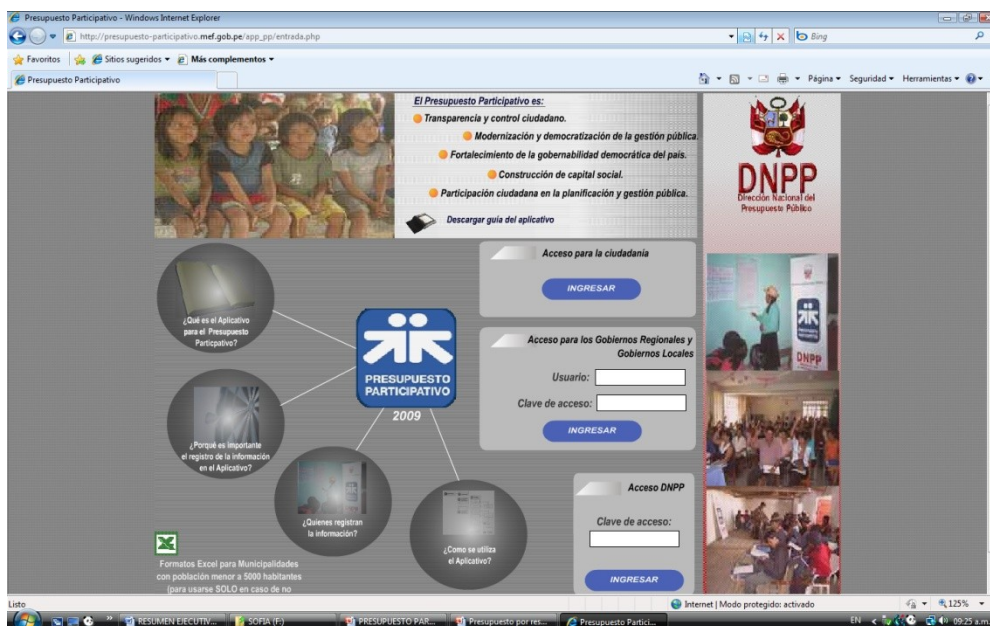 Presupuesto Participativo - Windows Internet Explorer
http://presupuesto-participativo.mef.gob.pe/app_pp/entrada.php
Bing
Favoritos
Sitios sugeridos
Más complementos
Presupuesto Participativo
Página
Seguridad
Herramientas
El Presupuesto Participativo es:
Transparencia y control ciudadano.
Modernización y democratización de la gestión pública.
Fortalecimiento de la gobernabilidad democrática del país.
Construcción de capital social.
Participación ciudadana en la planificación y gestión pública.
Descargar guía del aplicativo
DNPP
Dirección Nacional del
Presupuesto Público
¿Qué es el Aplicativo
para el Presupuesto
Particpativo?
¿Porqué es importante
el registro de la información
en el Aplicativo?
¿Quienes registran
la información?
¿Como se utiliza
el Aplicativo?
PRESUPUESTO
PARTICIPATIVO
2009
Acceso para la ciudadanía
INGRESAR
Acceso para los Gobiernos Regionales y
Gobiernos Locales
Usuario:
Clave de acceso:
INGRESAR
Acceso DNPP
Clave de acceso:
INGRESAR
DNPP
Formatos Excel para Municipalidades
con población menor a 5000 habitantes
(para usarse SOLO en caso de no
Listo
Internet | Modo protegido: activado
125%
RESUMEN EJECUTIV...
SOFIA (F:)
PRESUPUESTO PAR...
Presupuesto por res...
Presupuesto Partici...
EN
09:25 a.m.